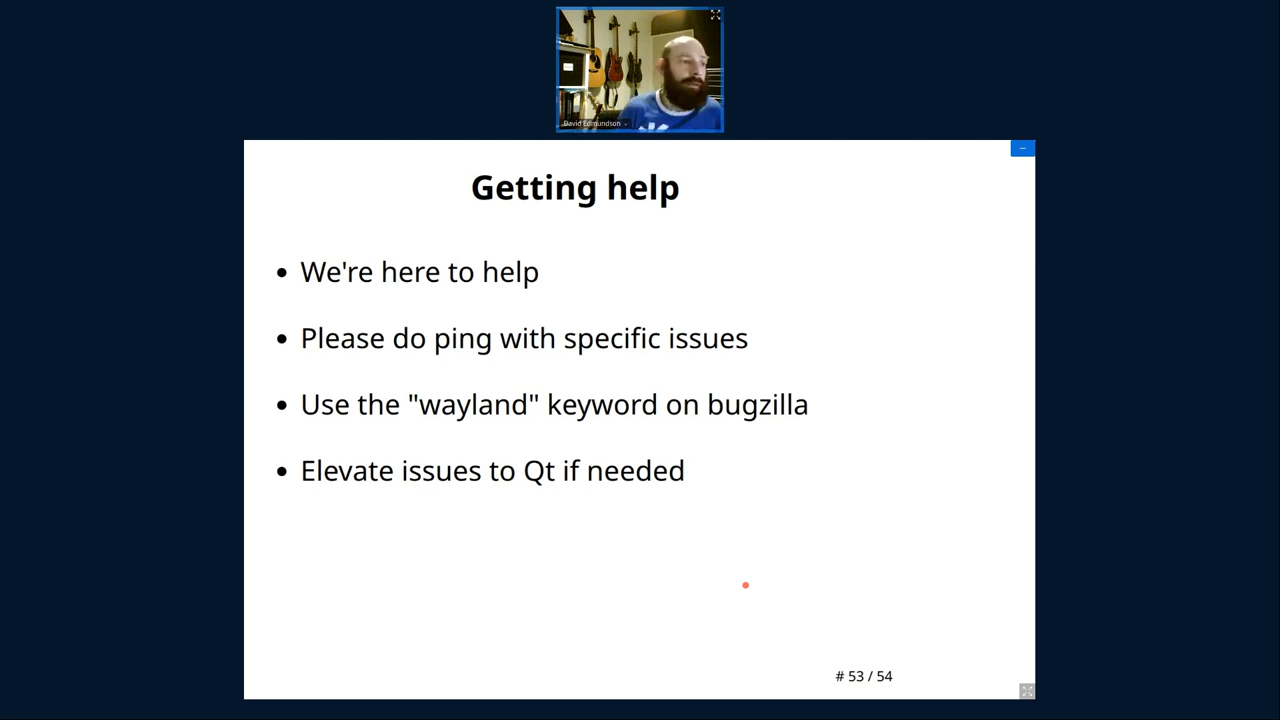 David Edmundson
Getting help
We're here to help
Please do ping with specific issues
Use the "wayland" keyword on bugzilla
Elevate issues to Qt if needed
# 53 / 54